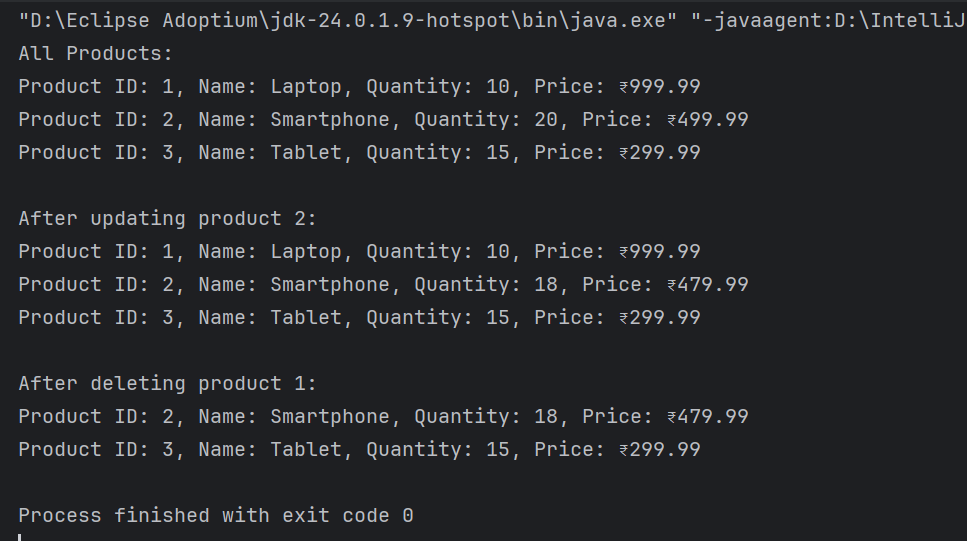 "D:\Eclipse Adoptium\jdk-24.0.1.9-hotspot\bin\java.exe" "-javaagent:D:\IntelliJ
All Products:
Product ID: 1, Name: Laptop, Quantity: 10, Price: ₹999.99
Product ID: 2, Name: Smartphone, Quantity: 20, Price: ₹499.99
Product ID: 3, Name: Tablet, Quantity: 15, Price: ₹299.99

After updating product 2:
Product ID: 1, Name: Laptop, Quantity: 10, Price: ₹999.99
Product ID: 2, Name: Smartphone, Quantity: 18, Price: ₹479.99
Product ID: 3, Name: Tablet, Quantity: 15, Price: ₹299.99

After deleting product 1:
Product ID: 2, Name: Smartphone, Quantity: 18, Price: ₹479.99
Product ID: 3, Name: Tablet, Quantity: 15, Price: ₹299.99

Process finished with exit code 0